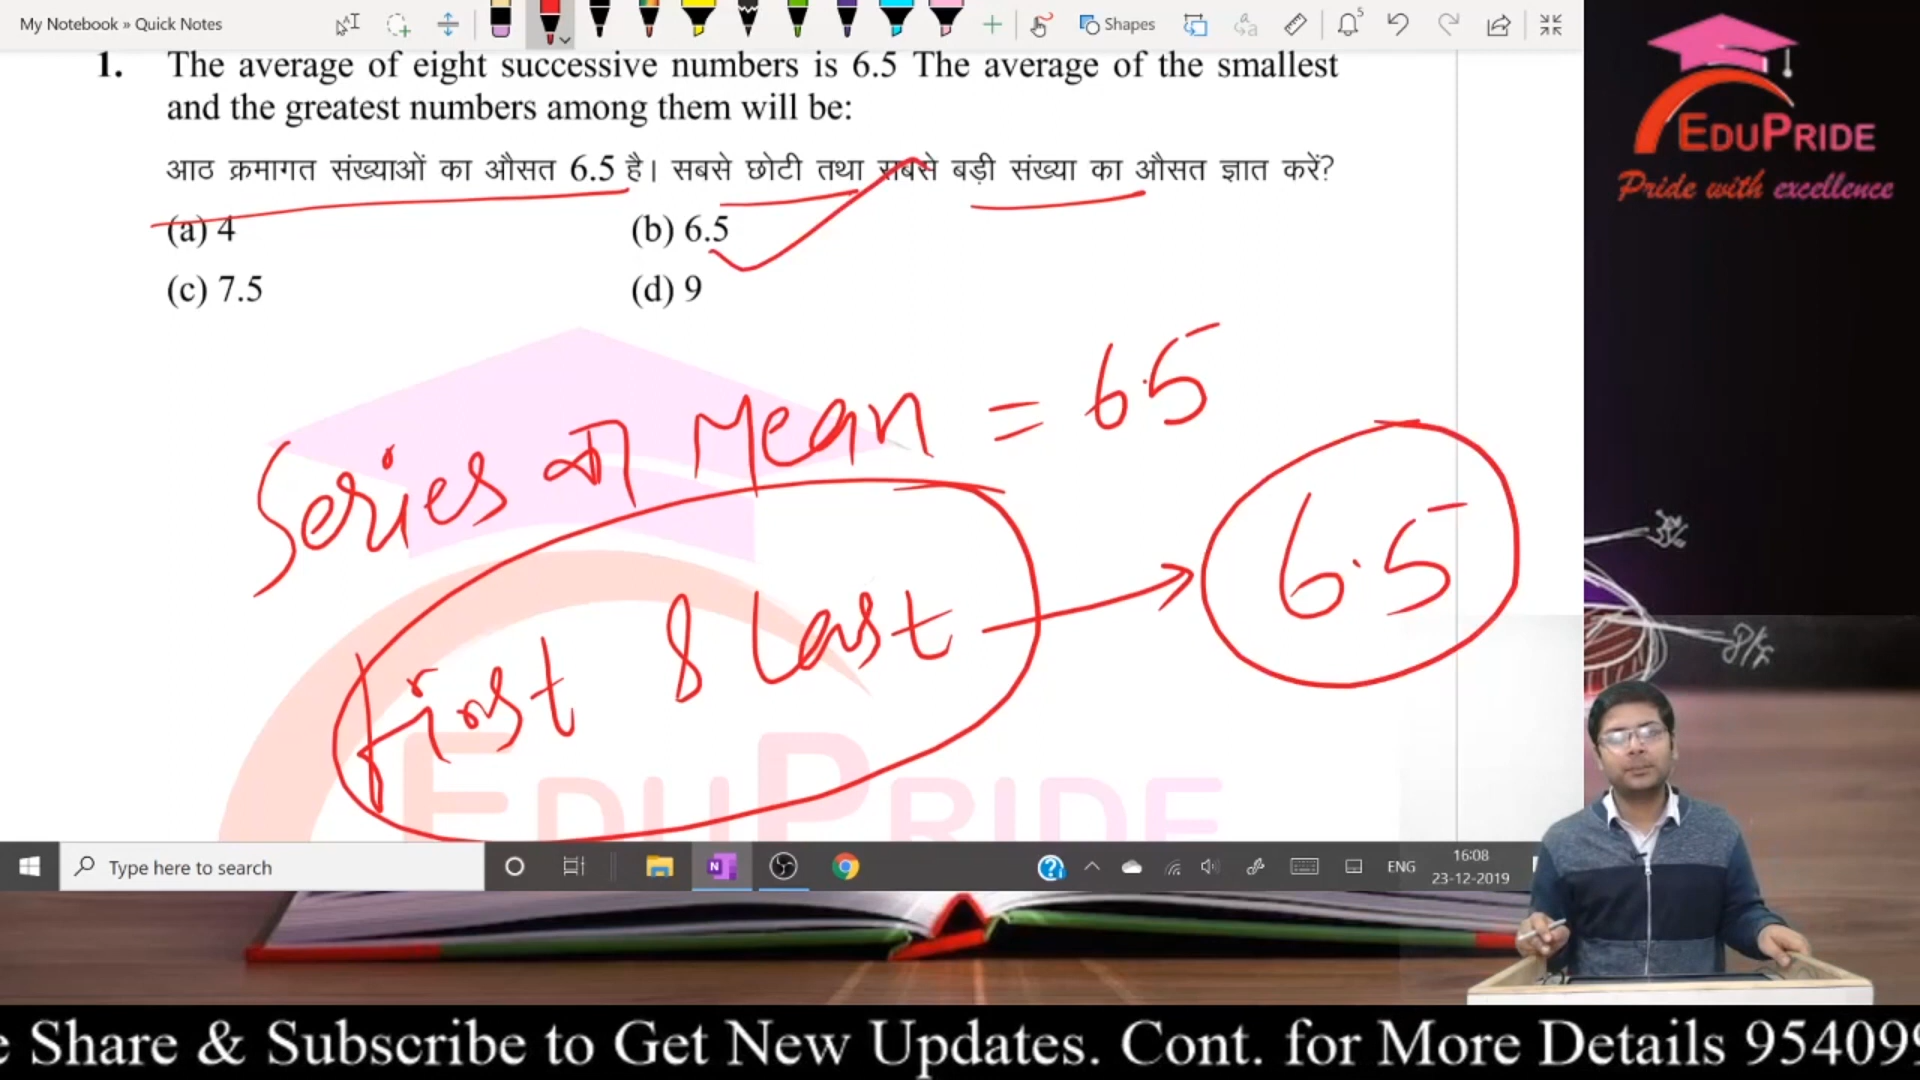 My Notebook » Quick Notes
Shapes
5
1. The average of eight successive numbers is 6.5 The average of the smallest
and the greatest numbers among them will be:
आठ क्रमागत संख्याओं का औसत 6.5 है। सबसे छोटी तथा सबसे बड़ी संख्या का औसत ज्ञात करें?
(a) 4
(b) 6.5
(c) 7.5
(d) 9
Series का Mean = 6.5
First & Last → 6.5
EDUPRIDE
EDUPRIDE
Pride with excellence
Type here to search
ENG
16:08
23-12-2019
e Share & Subscribe to Get New Updates. Cont. for More Details 95409